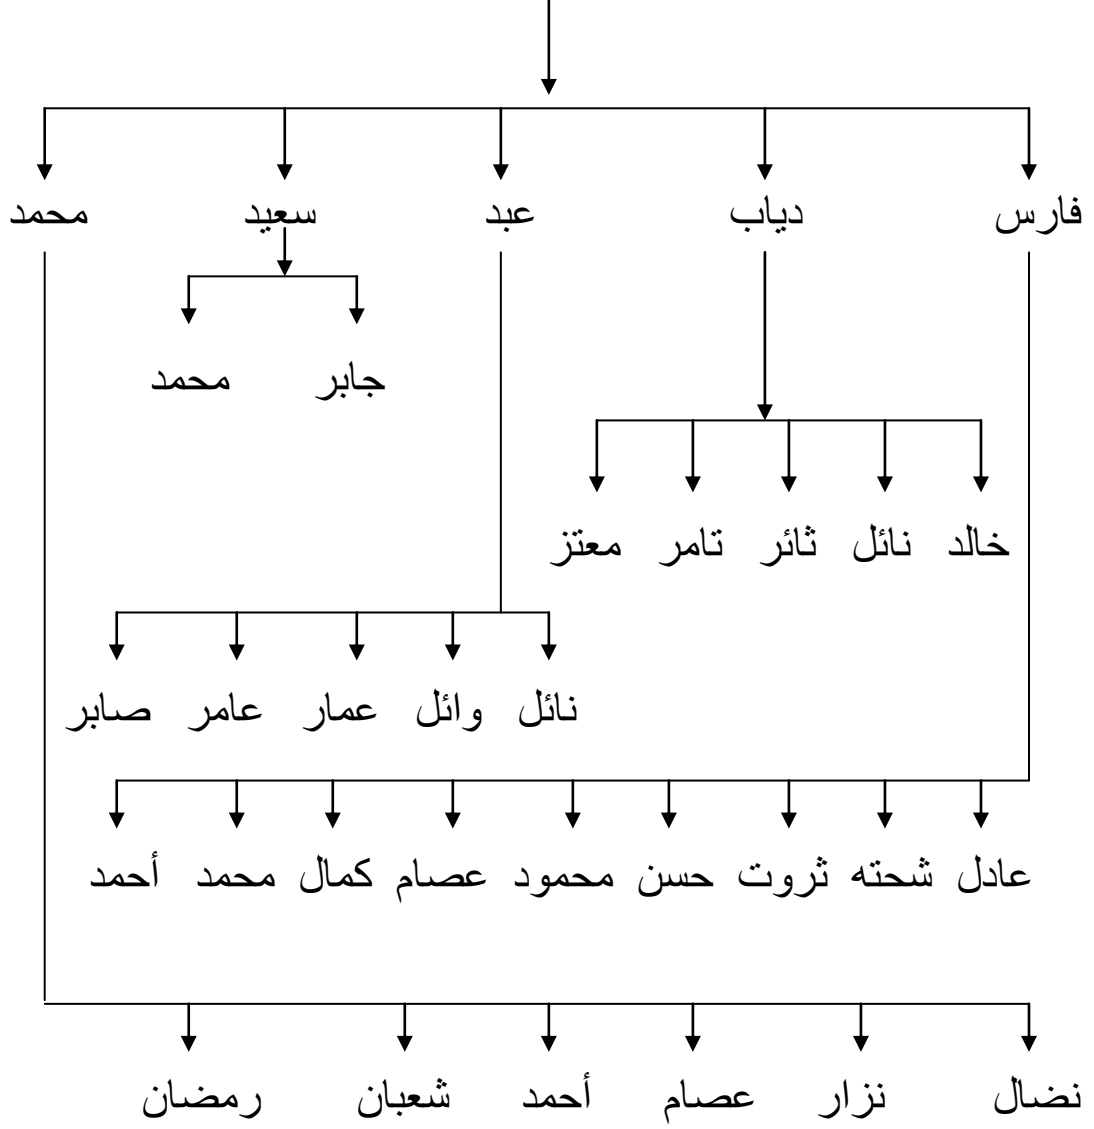 فارس دياب عبد سعيد محمد
جابر محمد
خالد نائل ثائر تامر معتز
نائل وائل عمار عامر صابر
عادل شحته ثروت حسن محمود عصام كمال محمد أحمد
نضال نزار عصام أحمد شعبان رمضان